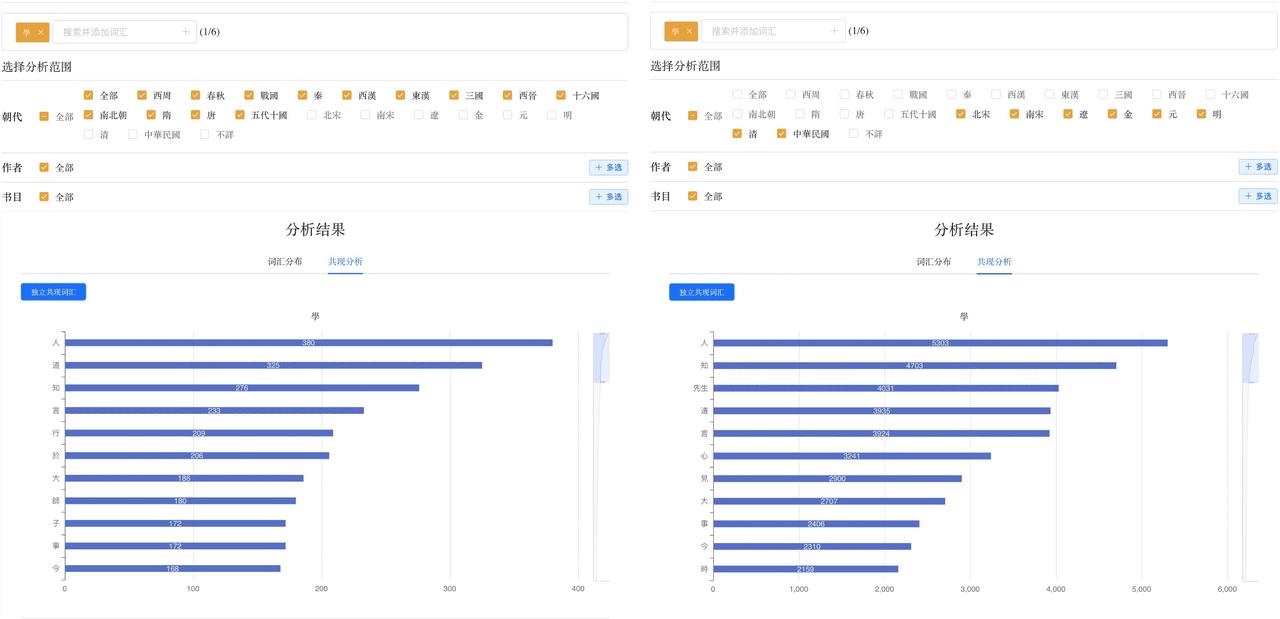 學 ×
搜索并添加词汇 +
(1/6)
选择分析范围
朝代
全部
全部 西周 春秋 戰國 秦 西漢 東漢 三國 西晉 十六國
南北朝 隋 唐 五代十國 北宋 南宋 遼 金 元 明
清 中華民國 不詳
作者 全部 + 多选
书目 全部 + 多选
分析结果
词汇分布 共现分析
独立共现词汇
學
人 380
道 325
知 276
言 233
行 209
於 206
大 186
師 180
子 172
事 172
今 168
0 100 200 300 400
學 ×
搜索并添加词汇 +
(1/6)
选择分析范围
朝代
全部
全部 西周 春秋 戰國 秦 西漢 東漢 三國 西晉 十六國
南北朝 隋 唐 五代十國 北宋 南宋 遼 金 元 明
清 中華民國 不詳
作者 全部 + 多选
书目 全部 + 多选
分析结果
词汇分布 共现分析
独立共现词汇
學
人 5303
知 4703
先生 4031
道 3935
言 3924
心 3241
見 2900
大 2707
事 2406
今 2310
時 2159
0 1,000 2,000 3,000 4,000 5,000 6,000